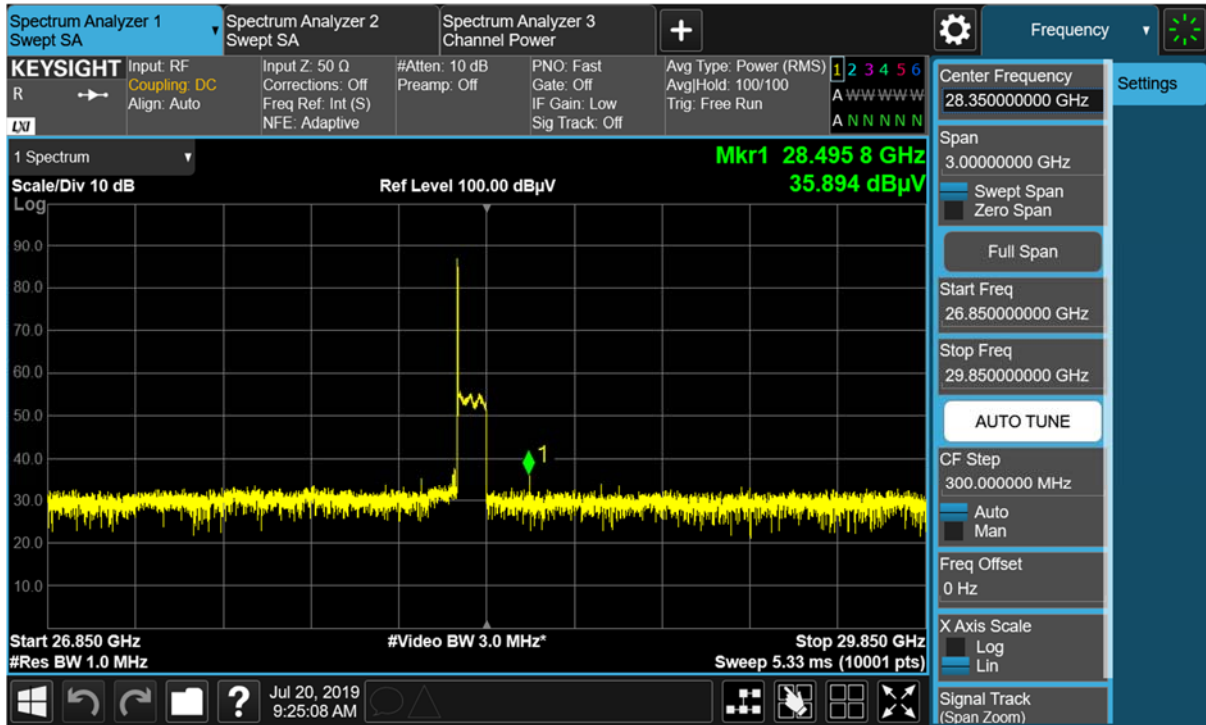 Spectrum Analyzer 1
Swept SA
Spectrum Analyzer 2
Swept SA
Spectrum Analyzer 3
Channel Power
Frequency
KEYSIGHT
R
LXI
Input: RF
Coupling: DC
Align: Auto
Input Z: 50 Ω
Corrections: Off
Freq Ref: Int (S)
NFE: Adaptive
#Atten: 10 dB
Preamp: Off
PNO: Fast
Gate: Off
IF Gain: Low
Sig Track: Off
Avg Type: Power (RMS)
Avg|Hold: 100/100
Trig: Free Run
1 2 3 4 5 6
A W W W W W
A N N N N N
1 Spectrum
Mkr1 28.495 8 GHz
Scale/Div 10 dB
Ref Level 100.00 dBµV
35.894 dBµV
Log
90.0
80.0
70.0
60.0
50.0
40.0
30.0
20.0
10.0
1
Start 26.850 GHz
#Video BW 3.0 MHz*
Stop 29.850 GHz
#Res BW 1.0 MHz
Sweep 5.33 ms (10001 pts)
?
Jul 20, 2019
9:25:08 AM
Center Frequency
28.350000000 GHz
Settings
Span
3.00000000 GHz
Swept Span
Zero Span
Full Span
Start Freq
26.850000000 GHz
Stop Freq
29.850000000 GHz
AUTO TUNE
CF Step
300.000000 MHz
Auto
Man
Freq Offset
0 Hz
X Axis Scale
Log
Lin
Signal Track
(Span Zoom)